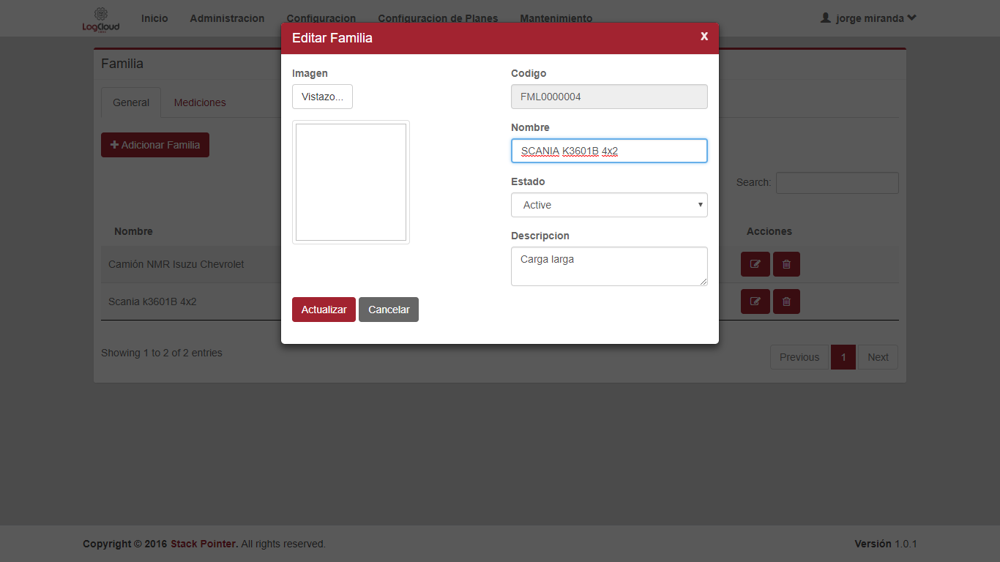 LogCloud
Inicio Administracion Configuracion Configuracion de Planes Mantenimiento jorge miranda
Editar Familia x
Familia
Imagen Codigo
Vistazo... FML0000004
General Mediciones
Nombre
Adicionar Familia SCANIA K3601B 4x2
Estado
Search:
Active
Nombre Descripcion Acciones
Camión NMR Isuzu Chevrolet Carga larga
Scania k3601B 4x2
Actualizar Cancelar
Showing 1 to 2 of 2 entries Previous 1 Next
Copyright © 2016 Stack Pointer. All rights reserved. Versión 1.0.1